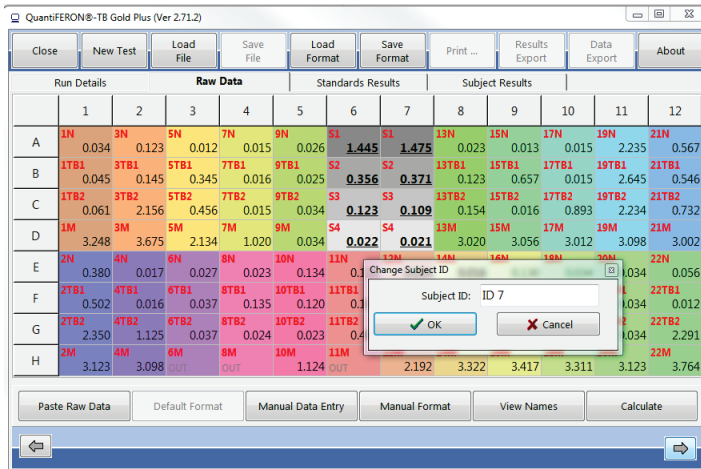 QuantiFERON®-TB Gold Plus (Ver 2.71.2)
Close New Test Load File Save File Load Format Save Format Print ... Results Export Data Export About
Run Details Raw Data Standards Results Subject Results
1 2 3 4 5 6 7 8 9 10 11 12
1N 3N 5N 7N 9N S1 S1 13N 15N 17N 19N 21N
A 0.034 0.123 0.012 0.015 0.026 1.445 1.475 0.023 0.013 0.015 2.235 0.567
1TB1 3TB1 5TB1 7TB1 9TB1 S2 S2 13TB1 15TB1 17TB1 19TB1 21TB1
B 0.045 0.145 0.345 0.016 0.025 0.356 0.371 0.123 0.657 0.015 2.645 0.546
1TB2 3TB2 5TB2 7TB2 9TB2 S3 S3 13TB2 15TB2 17TB2 19TB2 21TB2
C 0.061 2.156 0.456 0.015 0.034 0.123 0.109 0.154 0.016 0.893 2.234 0.732
1M 3M 5M 7M 9M S4 S4 13M 15M 17M 19M 21M
D 3.248 3.675 2.134 1.020 0.034 0.022 0.021 3.020 3.056 3.012 3.098 3.002
2N 4N 6N 8N 10N 11N 22N
E 0.380 0.017 0.027 0.023 0.134 0.056
Change Subject ID
2TB1 4TB1 6TB1 8TB1 10TB1 11TB1 22TB1
F 0.502 0.016 0.037 0.135 0.120 0.012
Subject ID: ID 7
2TB2 4TB2 6TB2 8TB2 10TB2 11TB2 22TB2
G 2.350 1.125 0.037 0.024 0.023 2.291
OK Cancel
2M 4M 6M 8M 10M 11M 22M
H 3.123 3.098 OUT OUT 1.124 OUT 2.192 3.322 3.417 3.311 3.123 3.764
Paste Raw Data Default Format Manual Data Entry Manual Format View Names Calculate